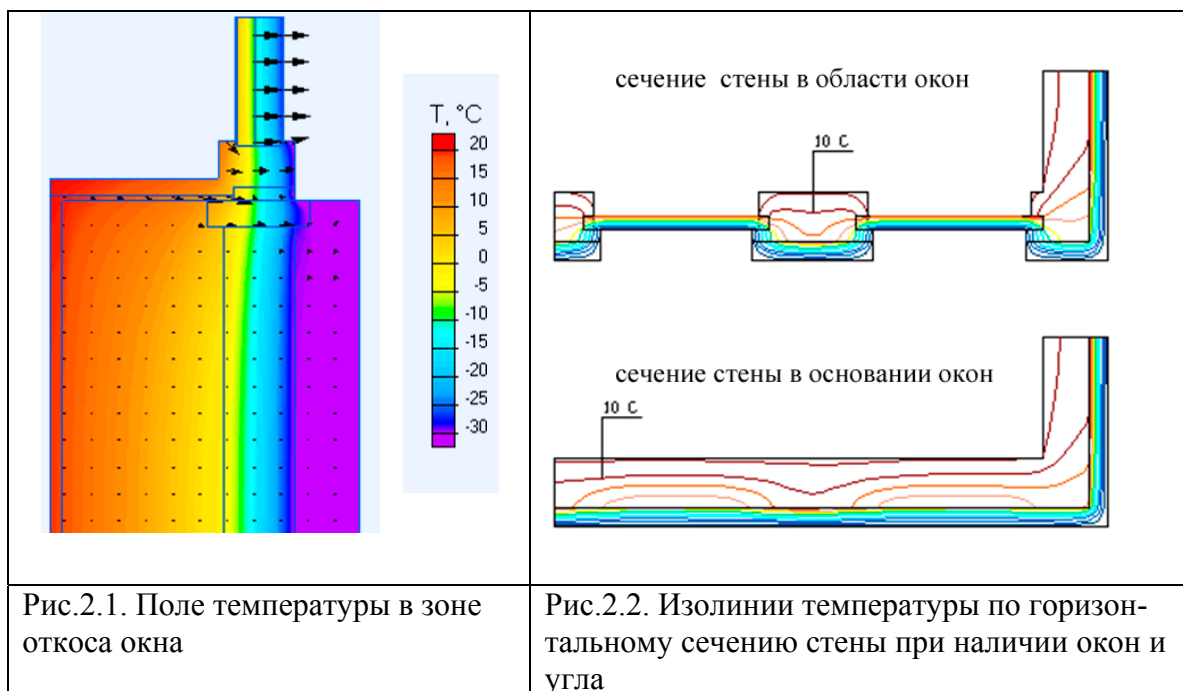 T, °C
20
15
10
5
0
-5
-10
-15
-20
-25
-30
сечение стены в области окон
10 C
сечение стены в основании окон
10 C
Рис.2.1. Поле температуры в зоне
откоса окна
Рис.2.2. Изолинии температуры по горизон-
тальному сечению стены при наличии окон и
угла